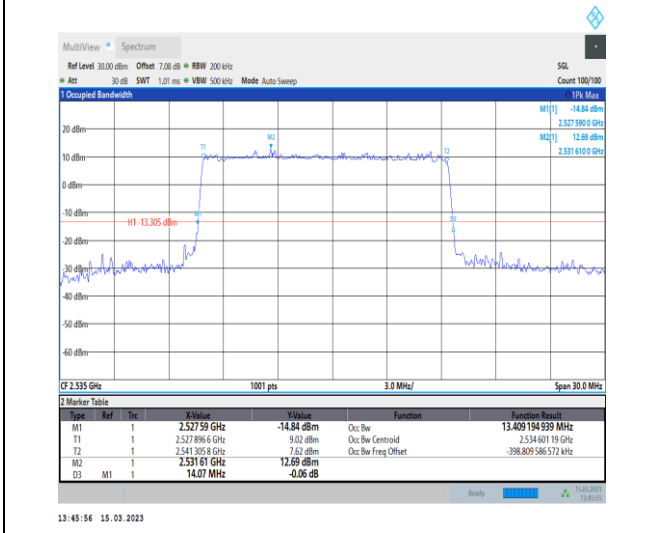 MultiView Spectrum
Ref Level 30.00 dBm Offset 7.08 dB RBW 200 kHz SGL
Att 30 dB SWT 1.01 ms VBW 500 kHz Mode Auto Sweep Count 100/100
1 Occupied Bandwidth 1Pk Max
M1[1] -14.84 dBm
2.527 590 0 GHz
M2[1] 12.69 dBm
2.531 610 0 GHz
20 dBm
M2
T1 T2
10 dBm
0 dBm
-10 dBm
M1
H1 -13.305 dBm D3
-20 dBm
-30 dBm
-40 dBm
-50 dBm
-60 dBm
CF 2.535 GHz 1001 pts 3.0 MHz/ Span 30.0 MHz
2 Marker Table
Type Ref Trc X-Value Y-Value Function Function Result
M1 1 2.527 59 GHz -14.84 dBm Occ Bw 13.409 194 939 MHz
T1 1 2.527 896 6 GHz 9.02 dBm Occ Bw Centroid 2.534 601 19 GHz
T2 1 2.541 305 8 GHz 7.62 dBm Occ Bw Freq Offset -398.809 586 572 kHz
M2 1 2.531 61 GHz 12.69 dBm
D3 M1 1 14.07 MHz -0.06 dB
Ready 15.03.2023
13:45:55
13:45:56 15.03.2023